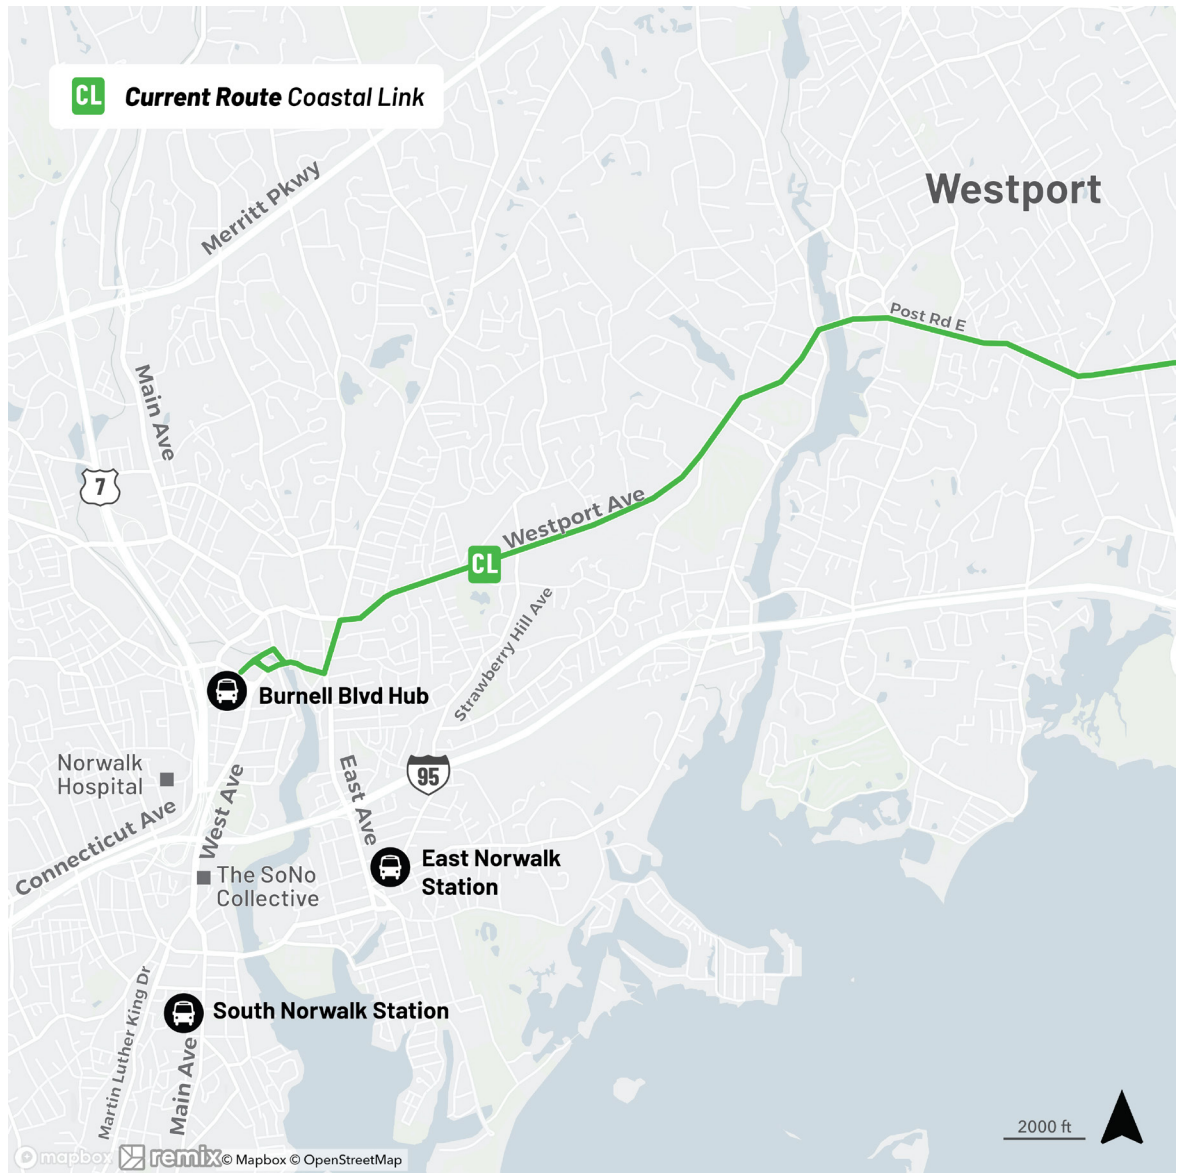 CL Current Route Coastal Link
Merritt Pkwy
Westport
Post Rd E
Main Ave
7
Westport Ave
CL
Strawberry Hill Ave
Burnell Blvd Hub
Norwalk
Hospital
95
East Ave
West Ave
Connecticut Ave
East Norwalk
Station
The SoNo
Collective
South Norwalk Station
Martin Luther King Dr
Main Ave
2000 ft
mapbox remix © Mapbox © OpenStreetMap